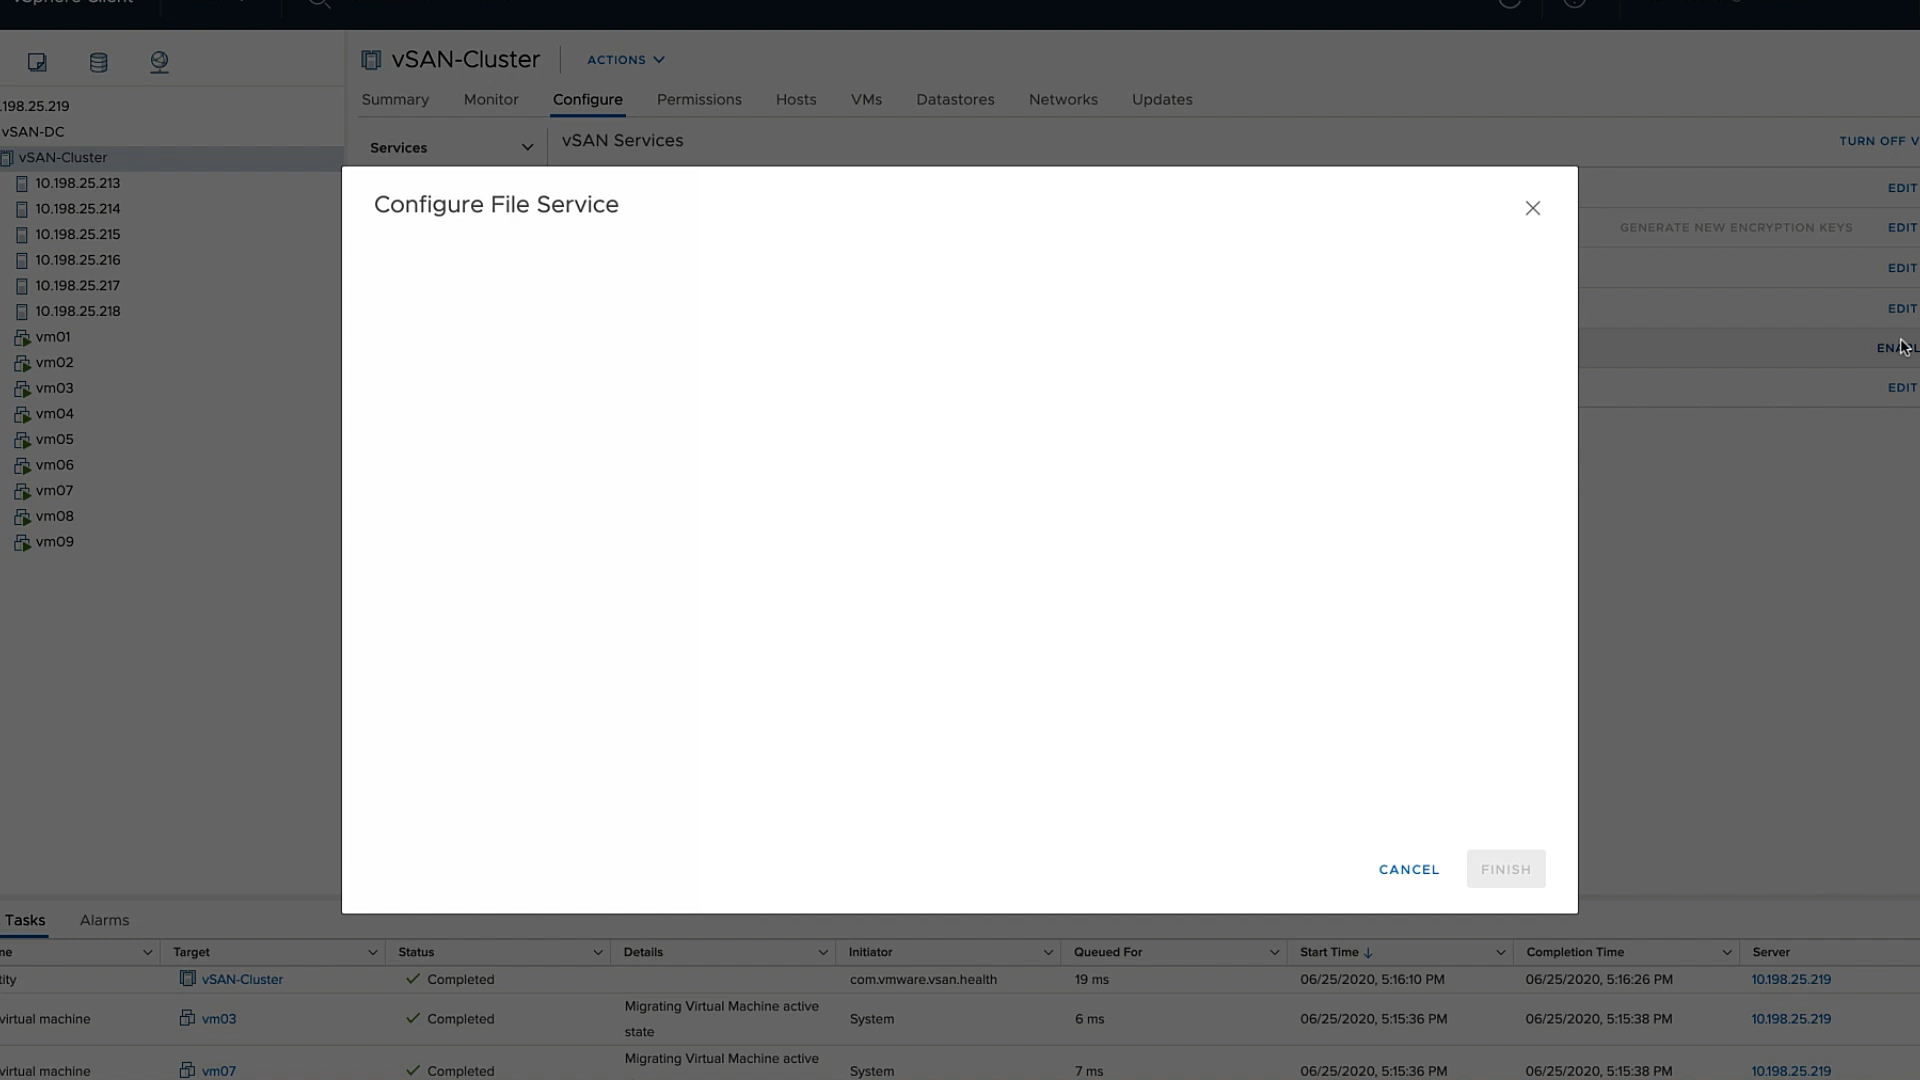 vSphere Client
vSAN-Cluster
ACTIONS
Summary
Monitor
Configure
Permissions
Hosts
VMs
Datastores
Networks
Updates
.198.25.219
vSAN-DC
vSAN-Cluster
10.198.25.213
10.198.25.214
10.198.25.215
10.198.25.216
10.198.25.217
10.198.25.218
vm01
vm02
vm03
vm04
vm05
vm06
vm07
vm08
vm09
Services
vSAN Services
TURN OFF V
EDIT
GENERATE NEW ENCRYPTION KEYS
EDIT
EDIT
EDIT
EDIT
Configure File Service
CANCEL
FINISH
Tasks
Alarms
me
Target
Status
Details
Initiator
Queued For
Start Time
Completion Time
Server
tity
vSAN-Cluster
Completed
com.vmware.vsan.health
19 ms
06/25/2020, 5:16:10 PM
06/25/2020, 5:16:26 PM
10.198.25.219
virtual machine
vm03
Completed
Migrating Virtual Machine active
state
System
6 ms
06/25/2020, 5:15:36 PM
06/25/2020, 5:15:38 PM
10.198.25.219
virtual machine
vm07
Completed
Migrating Virtual Machine active
System
7 ms
06/25/2020, 5:15:36 PM
06/25/2020, 5:15:38 PM
10.198.25.219